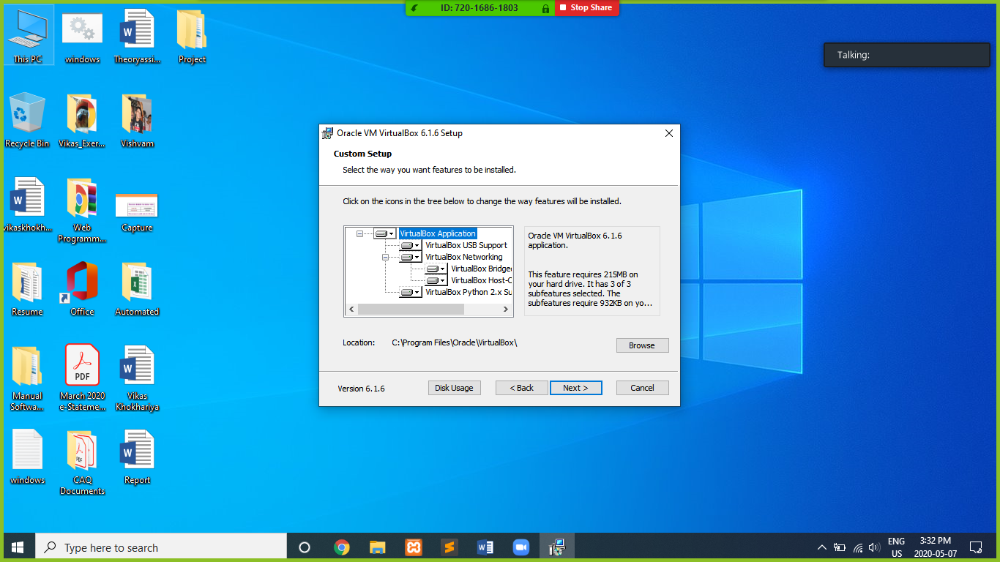 ID: 720-1686-1803
Stop Share
Talking:
This PC
windows
Theoryassi...
Project
Recycle Bin
Vikas_Exer...
Vishvam
vikaskhokh...
Web
Programm...
Capture
Resume
Office
Automated
Manual
Softwa...
PDF
March 2020
e-Stateme...
Vikas
Khokhariya
windows
CAQ
Documents
Report
Oracle VM VirtualBox 6.1.6 Setup
Custom Setup
Select the way you want features to be installed.
Click on the icons in the tree below to change the way features will be installed.
VirtualBox Application
VirtualBox USB Support
VirtualBox Networking
VirtualBox Bridge
VirtualBox Host-O
VirtualBox Python 2.x Su
Oracle VM VirtualBox 6.1.6
application.
This feature requires 215MB on
your hard drive. It has 3 of 3
subfeatures selected. The
subfeatures require 932KB on yo...
Location: C:\Program Files\Oracle\VirtualBox\
Browse
Version 6.1.6
Disk Usage
< Back
Next >
Cancel
Type here to search
ENG
US
3:32 PM
2020-05-07